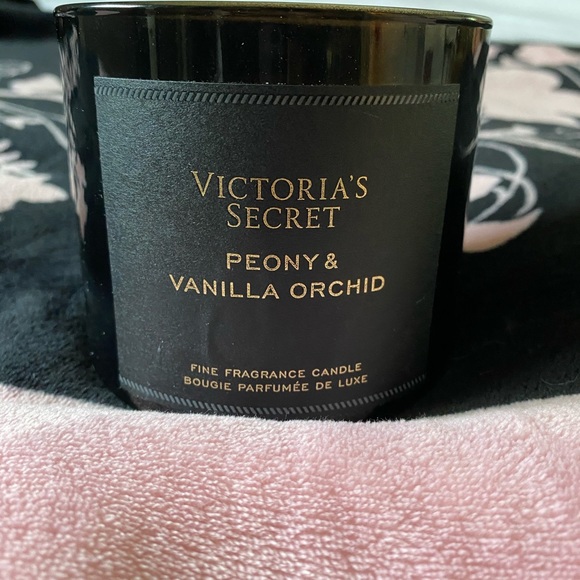 VICTORIA'S
SECRET
PEONY &
VANILLA ORCHID
FINE FRAGRANCE CANDLE
BOUGIE PARFUMÉE DE LUXE